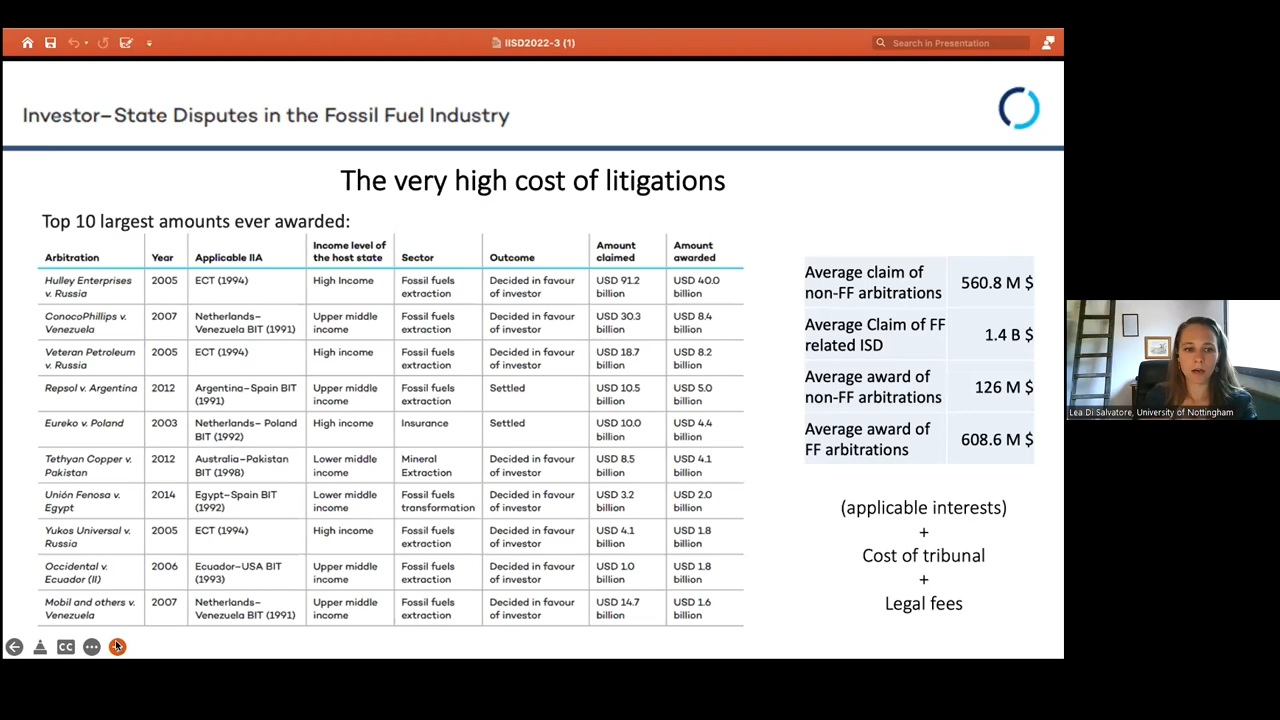 IISD2022-3 (1)
Search in Presentation
Investor–State Disputes in the Fossil Fuel Industry
The very high cost of litigations
Top 10 largest amounts ever awarded:
Arbitration Year Applicable IIA Income level of the host state Sector Outcome Amount claimed Amount awarded
Hulley Enterprises v. Russia 2005 ECT (1994) High Income Fossil fuels extraction Decided in favour of investor USD 91.2 billion USD 40.0 billion
ConocoPhillips v. Venezuela 2007 Netherlands–Venezuela BIT (1991) Upper middle income Fossil fuels extraction Decided in favour of investor USD 30.3 billion USD 8.4 billion
Veteran Petroleum v. Russia 2005 ECT (1994) High income Fossil fuels extraction Decided in favour of investor USD 18.7 billion USD 8.2 billion
Repsol v. Argentina 2012 Argentina–Spain BIT (1991) Upper middle income Fossil fuels extraction Settled USD 10.5 billion USD 5.0 billion
Eureko v. Poland 2003 Netherlands– Poland BIT (1992) High income Insurance Settled USD 10.0 billion USD 4.4 billion
Tethyan Copper v. Pakistan 2012 Australia–Pakistan BIT (1998) Lower middle income Mineral Extraction Decided in favour of investor USD 8.5 billion USD 4.1 billion
Unión Fenosa v. Egypt 2014 Egypt–Spain BIT (1992) Lower middle income Fossil fuels transformation Decided in favour of investor USD 3.2 billion USD 2.0 billion
Yukos Universal v. Russia 2005 ECT (1994) High income Fossil fuels extraction Decided in favour of investor USD 4.1 billion USD 1.8 billion
Occidental v. Ecuador (II) 2006 Ecuador–USA BIT (1993) Upper middle income Fossil fuels extraction Decided in favour of investor USD 1.0 billion USD 1.8 billion
Mobil and others v. Venezuela 2007 Netherlands–Venezuela BIT (1991) Upper middle income Fossil fuels extraction Decided in favour of investor USD 14.7 billion USD 1.6 billion
Average claim of non-FF arbitrations 560.8 M $
Average Claim of FF related ISD 1.4 B $
Average award of non-FF arbitrations 126 M $
Average award of FF arbitrations 608.6 M $
(applicable interests)
+
Cost of tribunal
+
Legal fees
CC
Lea Di Salvatore, University of Nottingham